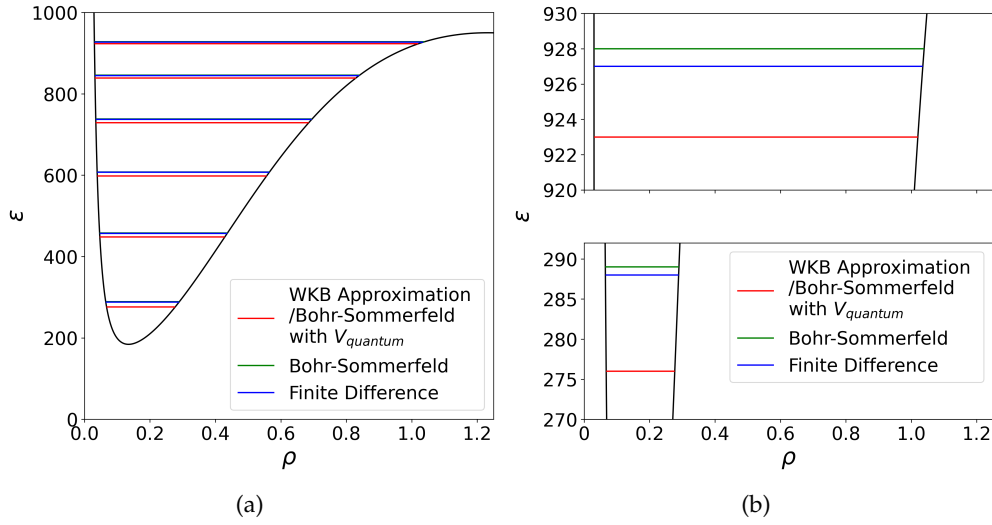 1000
800
600
400
200
0
ε
0.0 0.2 0.4 0.6 0.8 1.0 1.2
ρ
WKB Approximation
/Bohr-Sommerfeld
with V_quantum
Bohr-Sommerfeld
Finite Difference
(a)
930
928
926
924
922
920
ε
290
285
280
275
270
0 0.2 0.4 0.6 0.8 1.0 1.2
ρ
WKB Approximation
/Bohr-Sommerfeld
with V_quantum
Bohr-Sommerfeld
Finite Difference
(b)